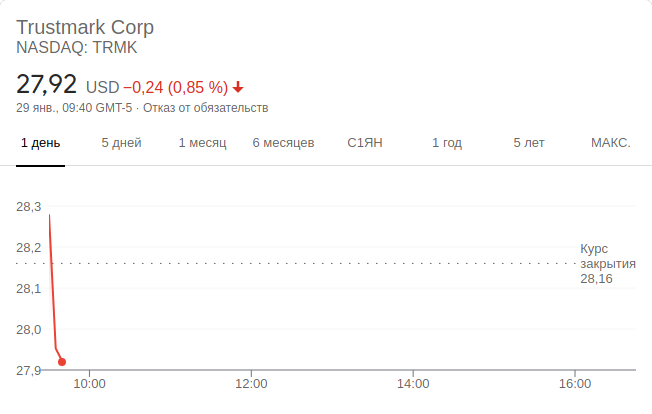 Trustmark Corp
NASDAQ: TRMK
27,92 USD −0,24 (0,85 %)
29 янв., 09:40 GMT-5 · Отказ от обязательств
1 день 5 дней 1 месяц 6 месяцев С1ЯН 1 год 5 лет МАКС.
28,3
28,2
28,1
28,0
27,9
Курс
закрытия
28,16
10:00 12:00 14:00 16:00